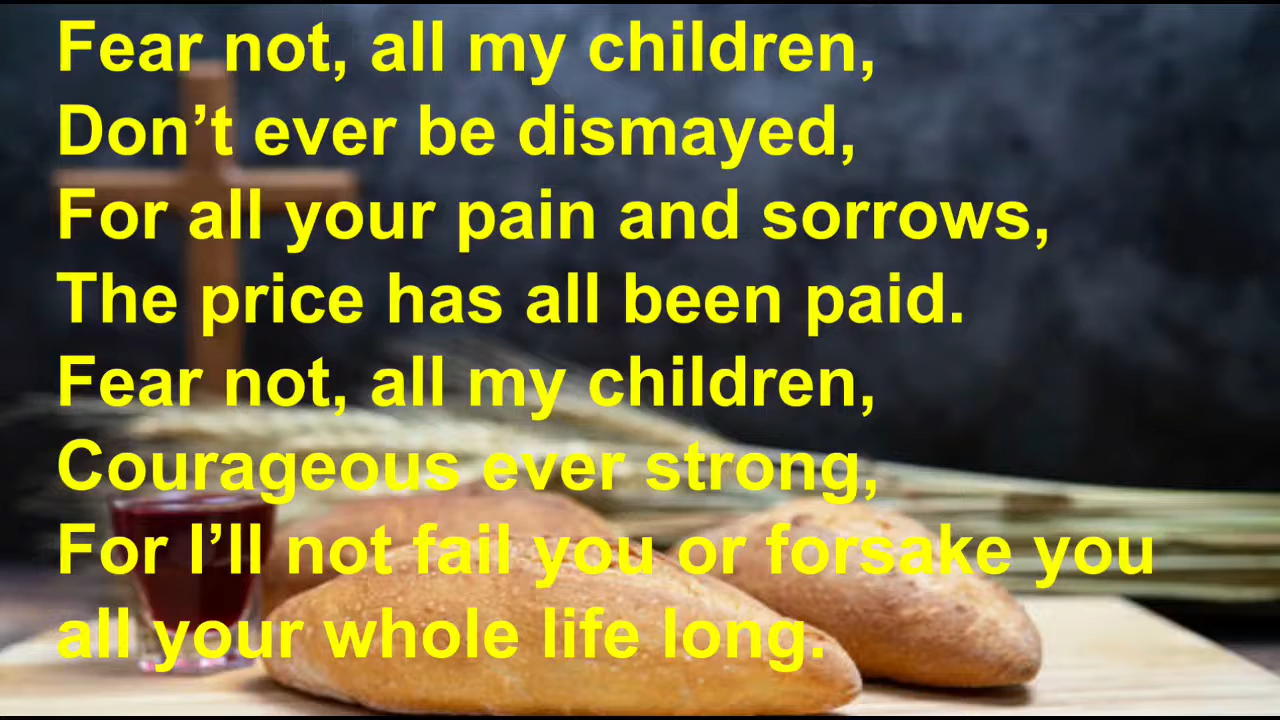 Fear not, all my children,
Don’t ever be dismayed,
For all your pain and sorrows,
The price has all been paid.
Fear not, all my children,
Courageous ever strong,
For I’ll not fail you or forsake you
all your whole life long.